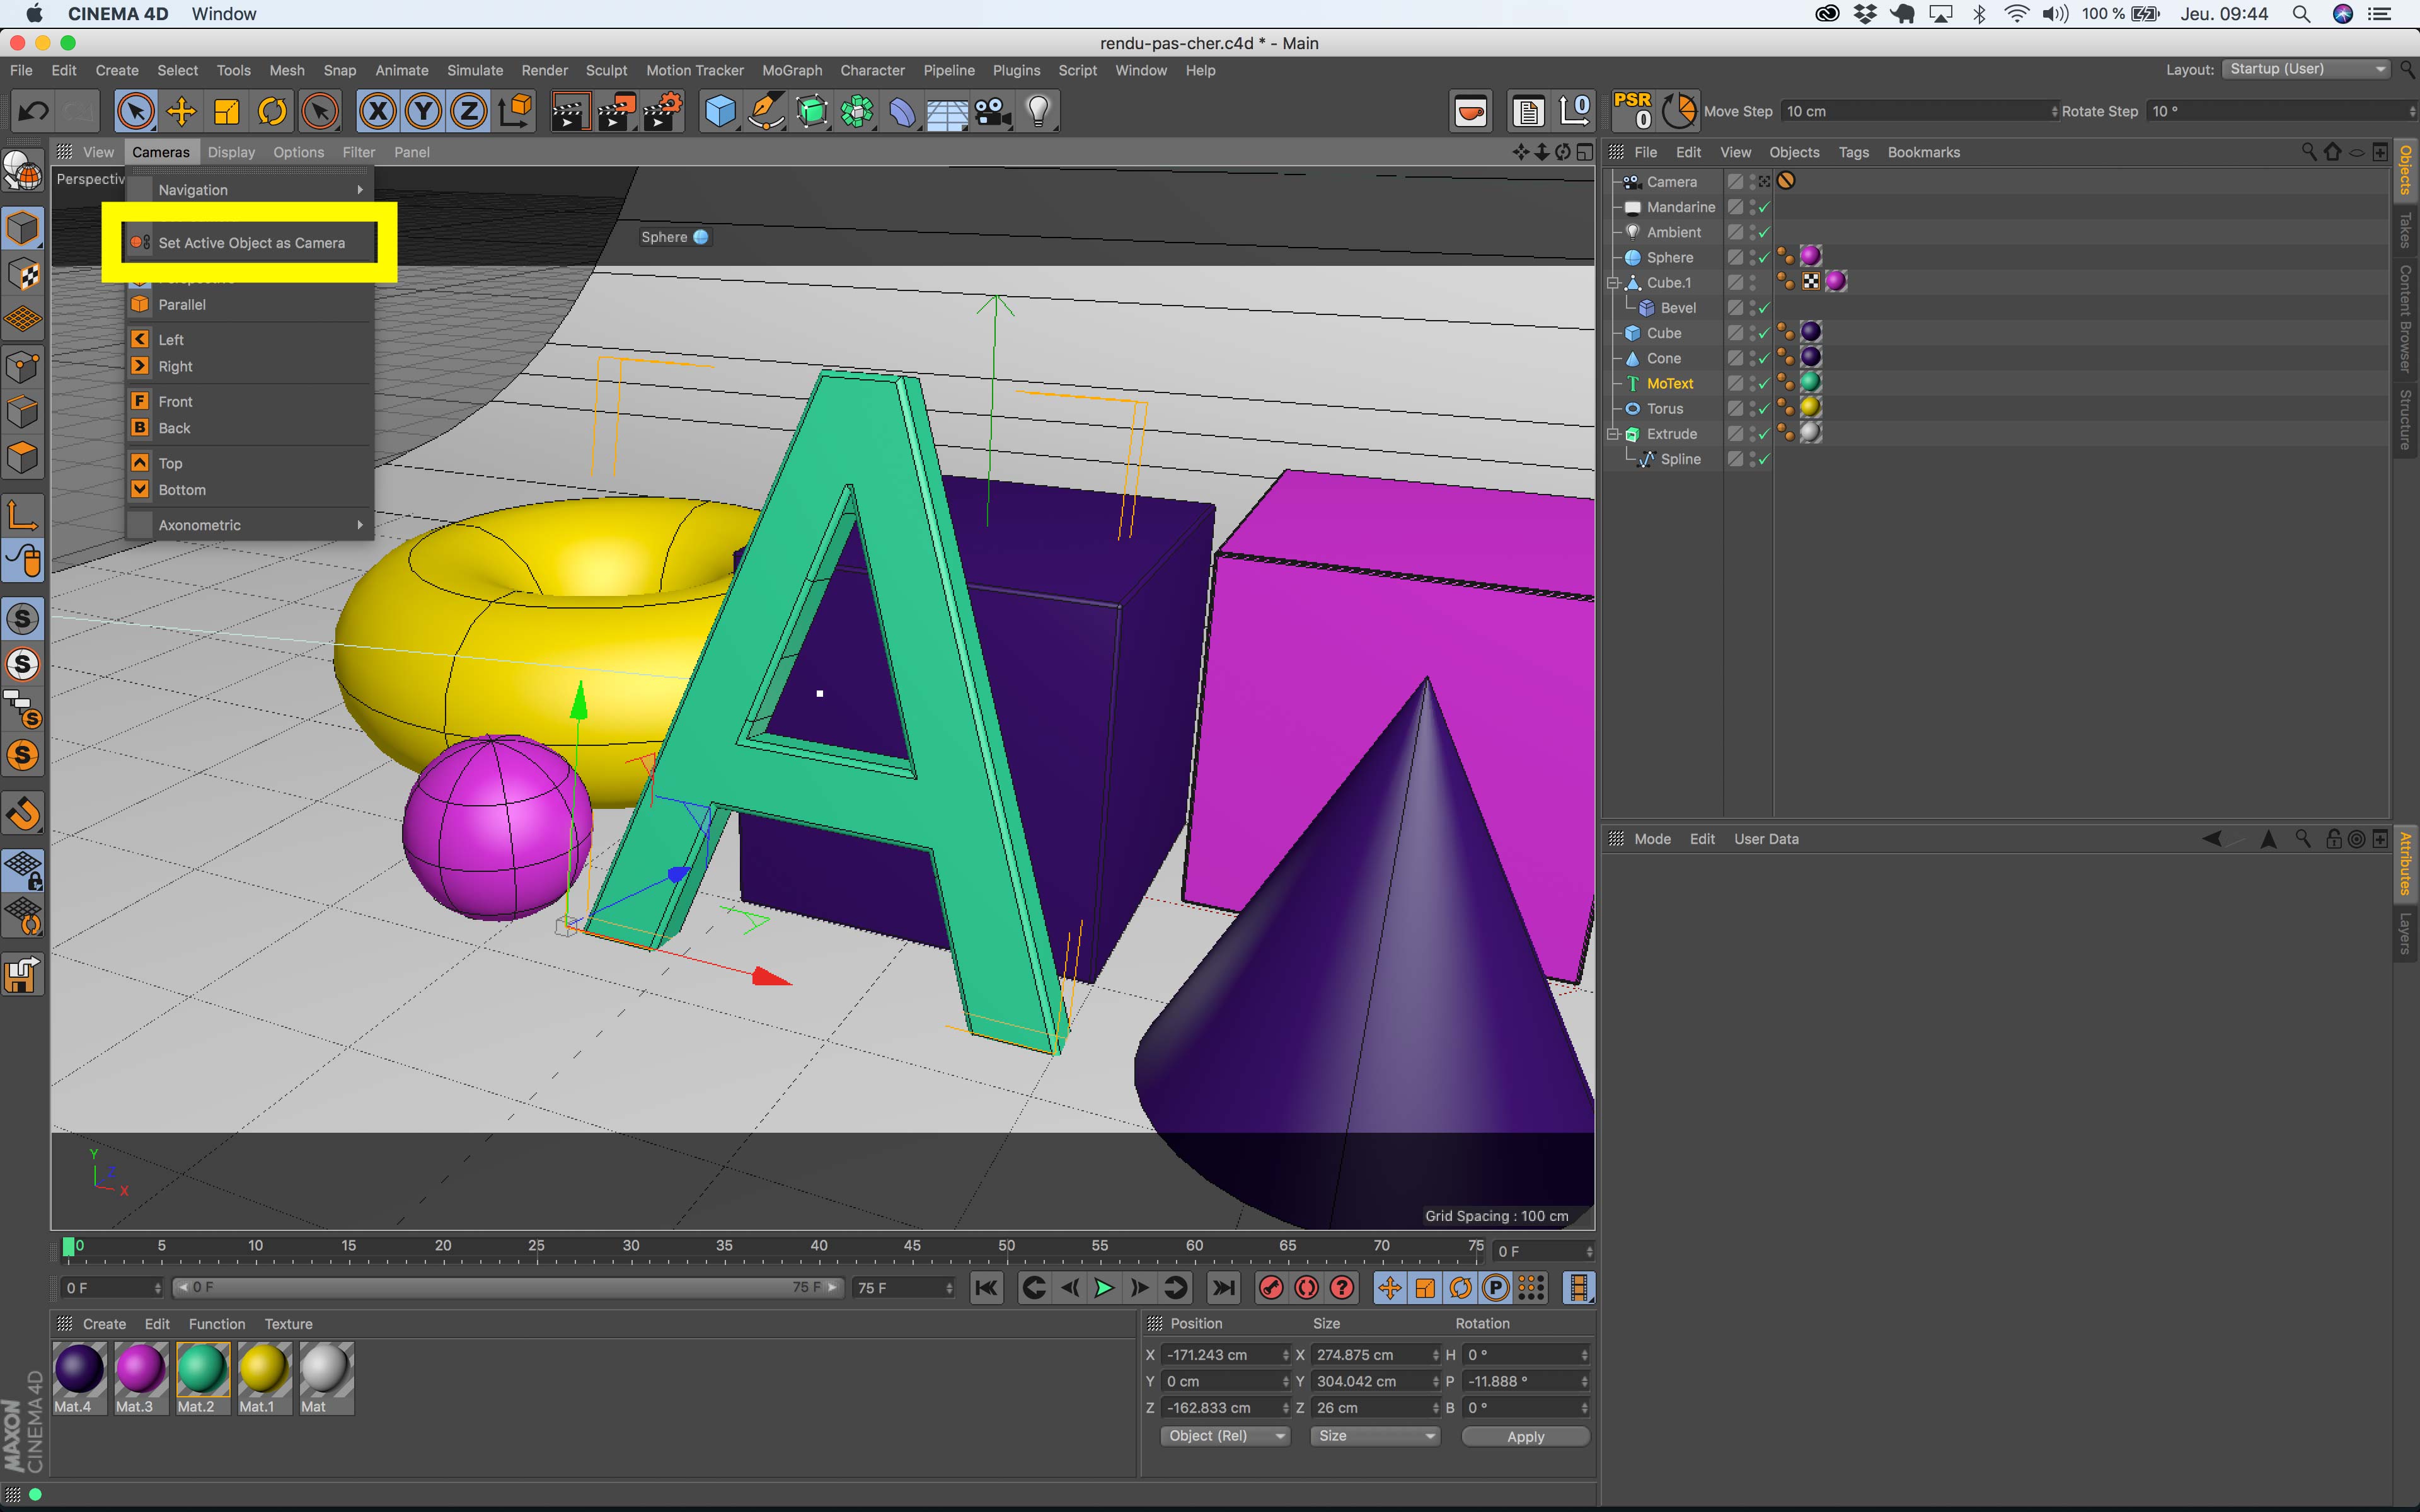 CINEMA 4D Window
100 % Jeu. 09:44
rendu-pas-cher.c4d * - Main
File Edit Create Select Tools Mesh Snap Animate Simulate Render Sculpt Motion Tracker MoGraph Character Pipeline Plugins Script Window Help
Layout: Startup (User)
X Y Z
PSR
0
Move Step 10 cm Rotate Step 10 °
View Cameras Display Options Filter Panel
File Edit View Objects Tags Bookmarks
Perspectiv
Navigation
Set Active Object as Camera
Parallel
Left
Right
F Front
B Back
Top
Bottom
Axonometric
Sphere
Camera
Mandarine
Ambient
Sphere
Cube.1
Bevel
Cube
Cone
MoText
Torus
Extrude
Spline
Objects
Takes
Content Browser
Structure
Mode Edit User Data
Attributes
Layers
Y
Z
X
Grid Spacing : 100 cm
0 5 10 15 20 25 30 35 40 45 50 55 60 65 70 75 0 F
0 F 0 F 75 F 75 F
Create Edit Function Texture
Mat.4 Mat.3 Mat.2 Mat.1 Mat
Position Size Rotation
X -171.243 cm X 274.875 cm H 0 °
Y 0 cm Y 304.042 cm P -11.888 °
Z -162.833 cm Z 26 cm B 0 °
Object (Rel) Size Apply
MAXON
CINEMA4D